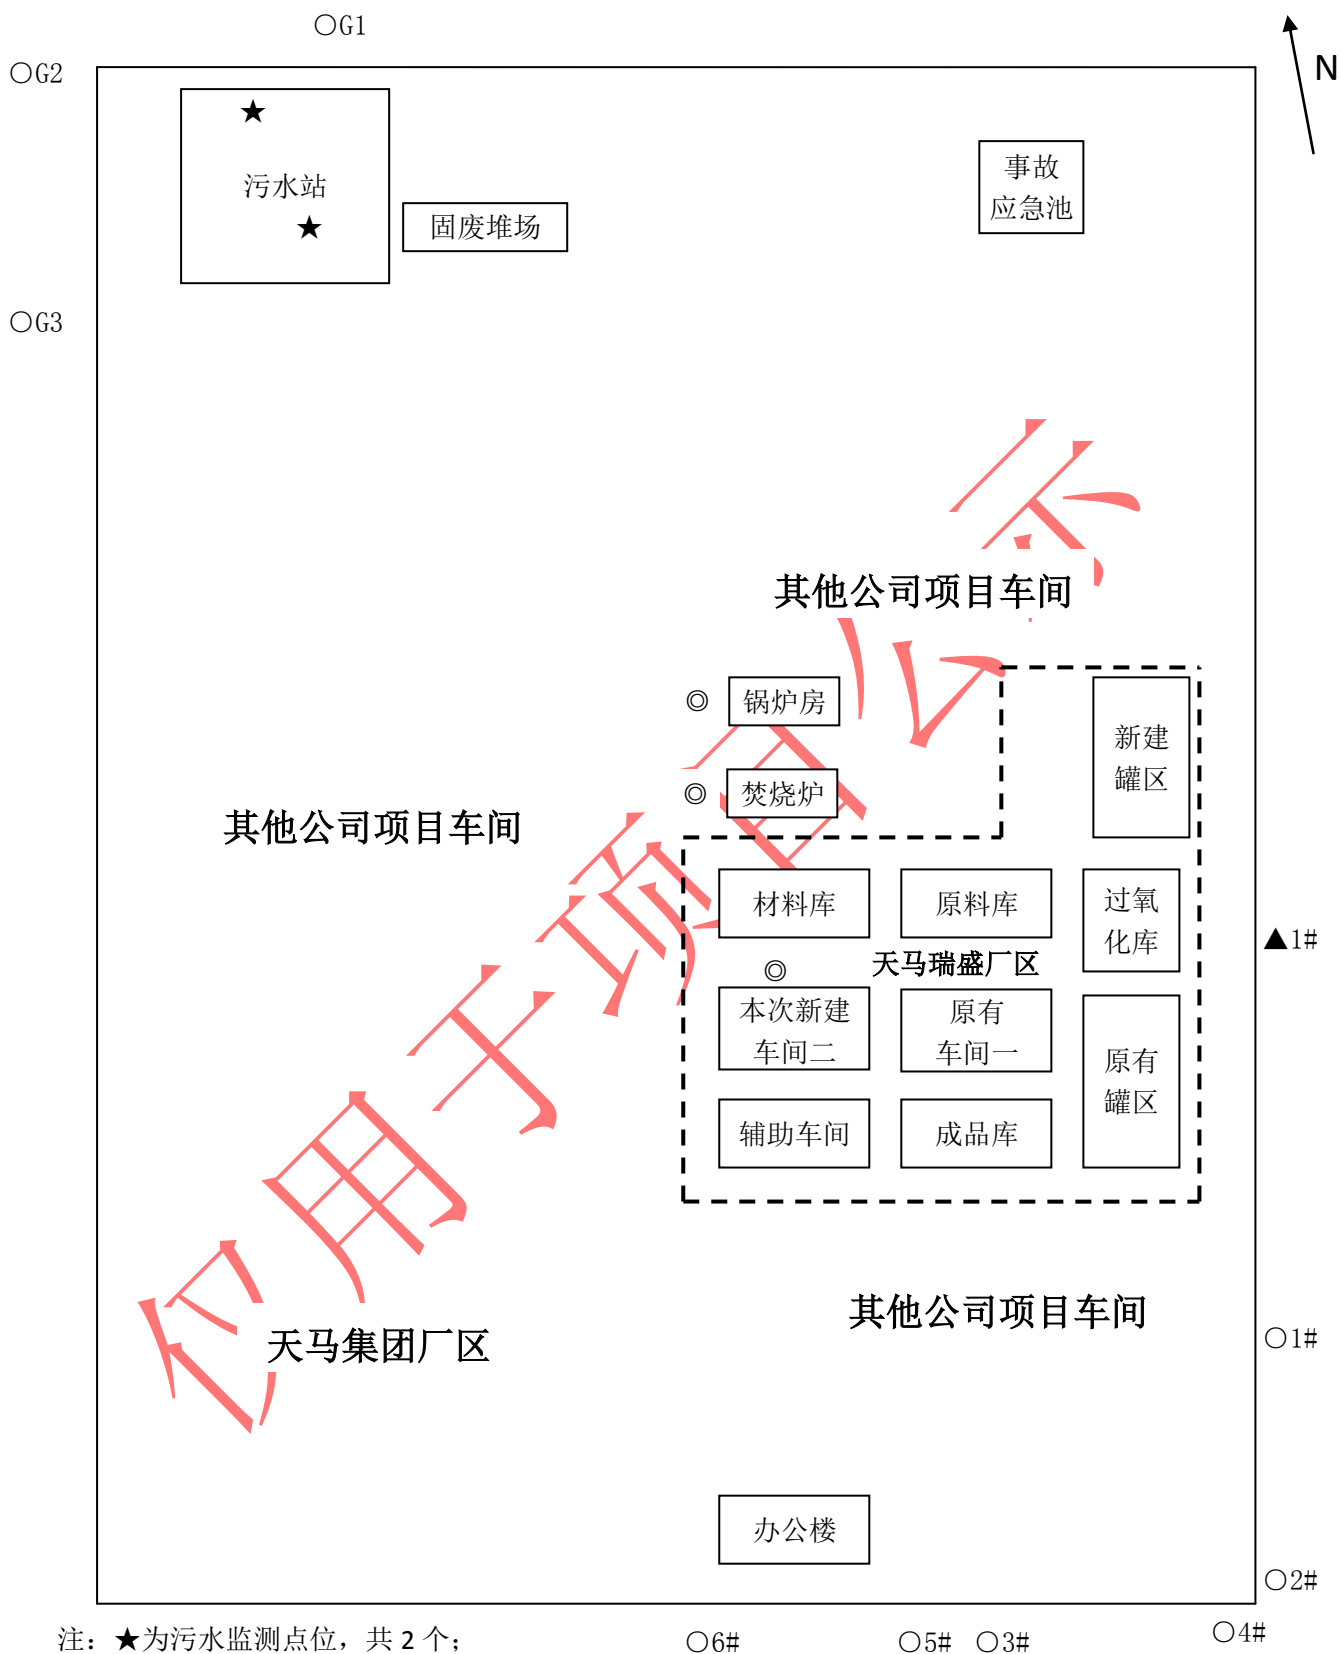 ○G1
○G2
N
★
污水站
★
固废堆场
事故
应急池
○G3
其他公司项目车间
◎ 锅炉房
◎ 焚烧炉
新建
罐区
其他公司项目车间
材料库
原料库
过氧
化库
▲1#
天马瑞盛厂区
◎
本次新建
车间二
原有
车间一
原有
罐区
辅助车间
成品库
其他公司项目车间
○1#
天马集团厂区
办公楼
○2#
注：★为污水监测点位，共 2 个；
○6#
○5#
○3#
○4#
仅用于项目公示